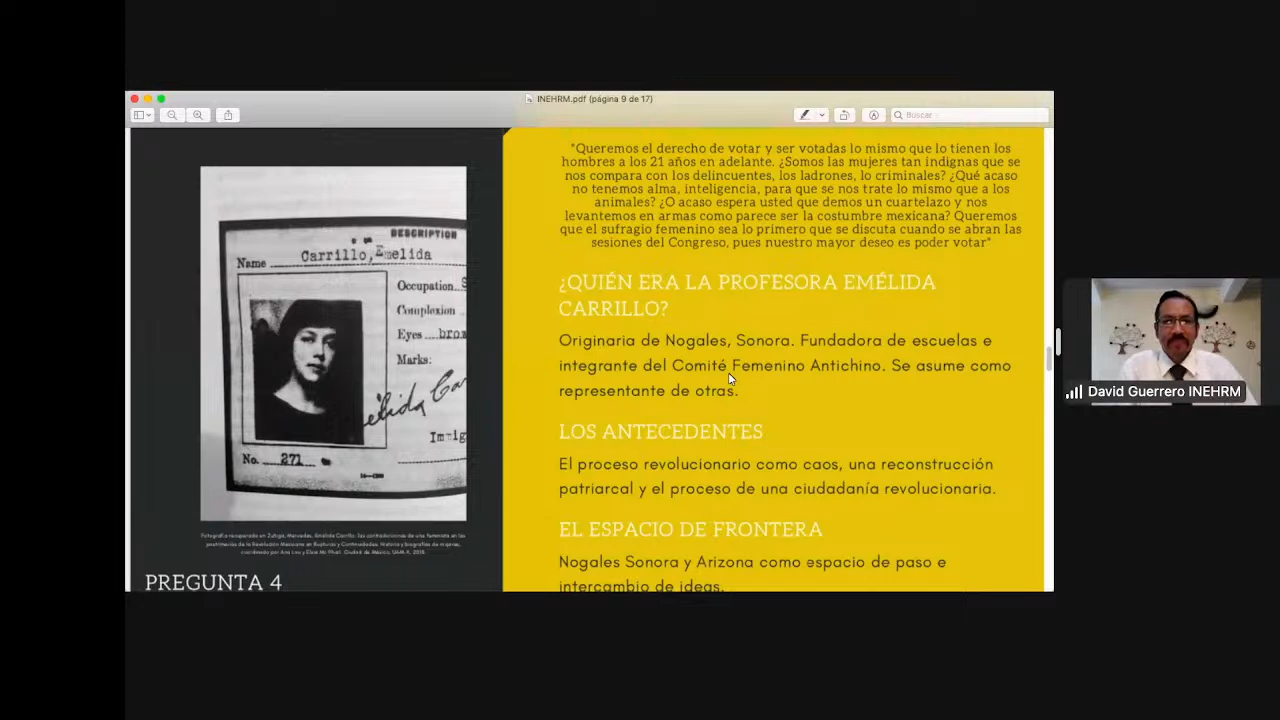 INEHRM.pdf (página 9 de 17)
Buscar
DESCRIPTION
Name Carrillo, Emelida
Occupation S
Complexion
Eyes bro
Marks:
élida Ca
Immig
No. 271
PREGUNTA 4
"Queremos el derecho de votar y ser votadas lo mismo que lo tienen los
hombres a los 21 años en adelante. ¿Somos las mujeres tan indignas que se
nos compara con los delincuentes, los ladrones, lo criminales? ¿Qué acaso
no tenemos alma, inteligencia, para que se nos trate lo mismo que a los
animales? ¿O acaso espera usted que demos un cuartelazo y nos
levantemos en armas como parece ser la costumbre mexicana? Queremos
que el sufragio femenino sea lo primero que se discuta cuando se abran las
sesiones del Congreso, pues nuestro mayor deseo es poder votar"
¿QUIÉN ERA LA PROFESORA EMÉLIDA
CARRILLO?
Originaria de Nogales, Sonora. Fundadora de escuelas e
integrante del Comité Femenino Antichino. Se asume como
representante de otras.
LOS ANTECEDENTES
El proceso revolucionario como caos, una reconstrucción
patriarcal y el proceso de una ciudadanía revolucionaria.
EL ESPACIO DE FRONTERA
Nogales Sonora y Arizona como espacio de paso e
intercambio de ideas.
David Guerrero INEHRM